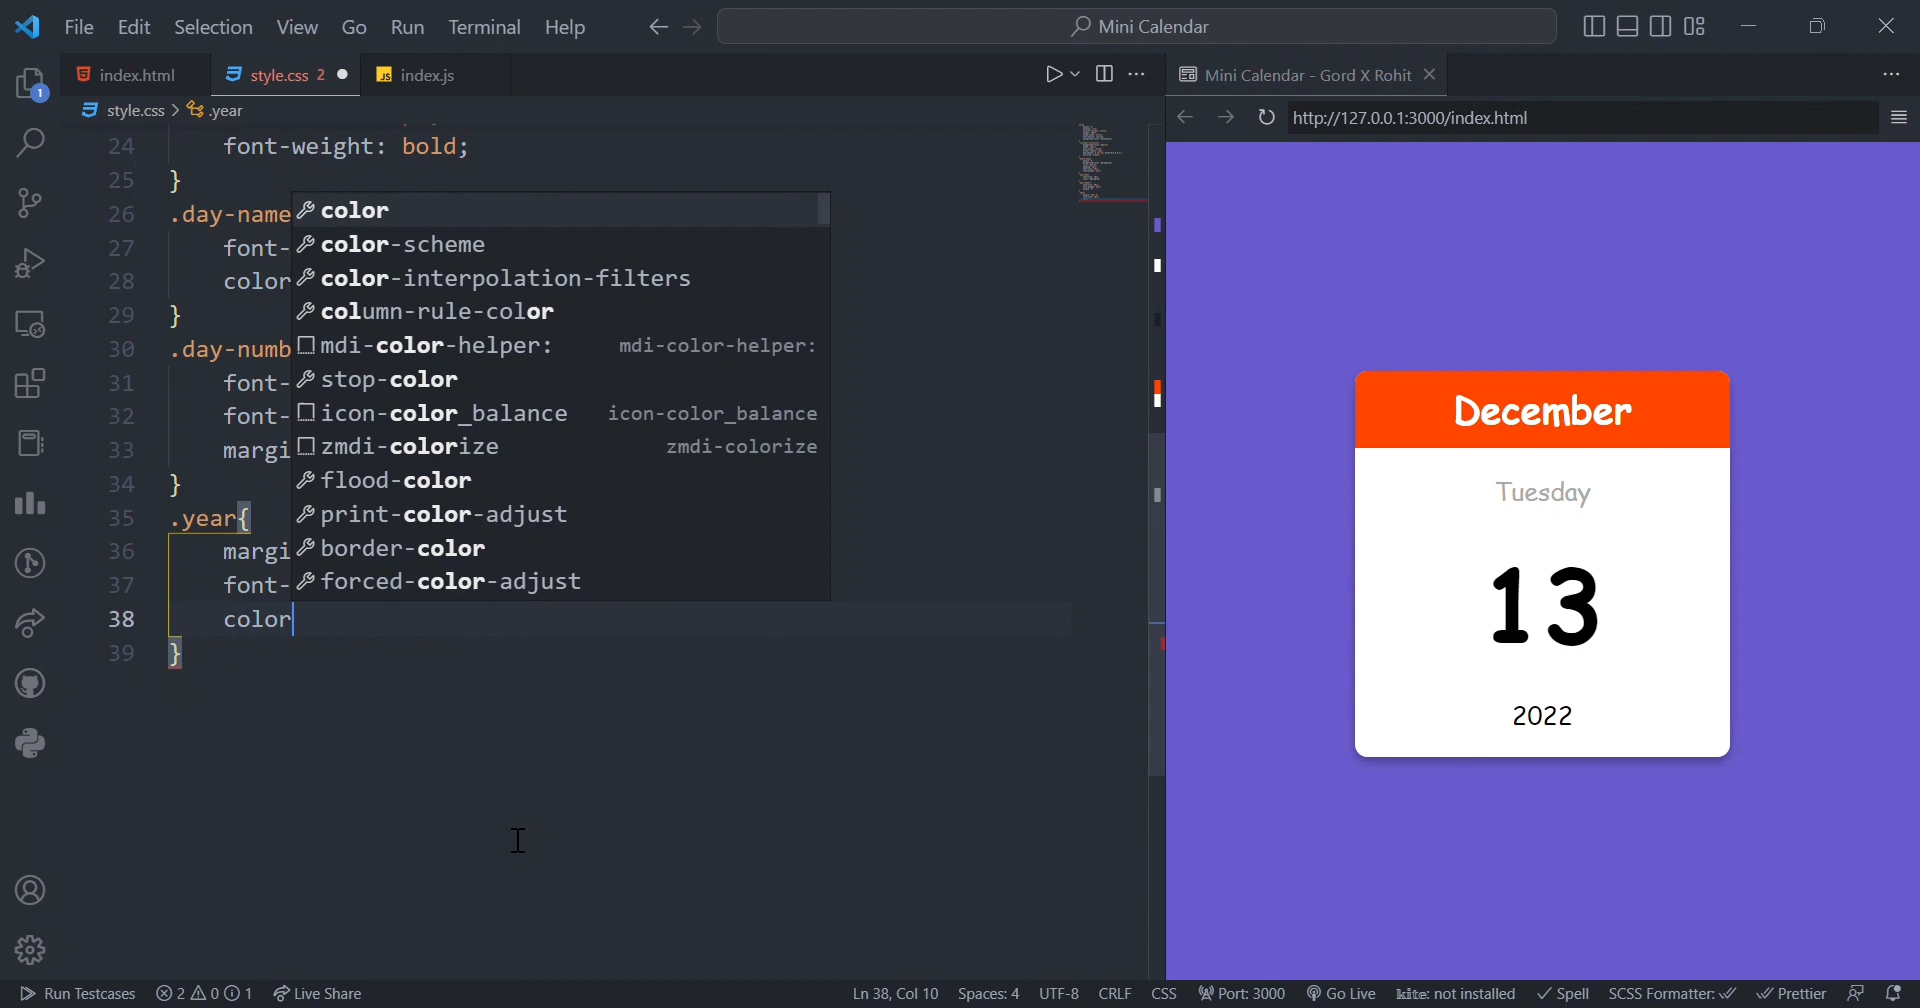 File Edit Selection View Go Run Terminal Help
Mini Calendar
1
index.html
style.css 2
JS index.js
style.css > .year
24 font-weight: bold;
25 }
26 .day-name
27 font-
28 color
29 }
30 .day-numb
31 font-
32 font-
33 margi
34 }
35 .year{
36 margi
37 font-
38 color
39 }
color
color-scheme
color-interpolation-filters
column-rule-color
mdi-color-helper: mdi-color-helper:
stop-color
icon-color_balance icon-color_balance
zmdi-colorize zmdi-colorize
flood-color
print-color-adjust
border-color
forced-color-adjust
Mini Calendar - Gord X Rohit
http://127.0.0.1:3000/index.html
December
Tuesday
13
2022
Run Testcases
2 0 1
Live Share
Ln 38, Col 10
Spaces: 4
UTF-8
CRLF
CSS
Port: 3000
Go Live
kite: not installed
Spell
SCSS Formatter:
Prettier